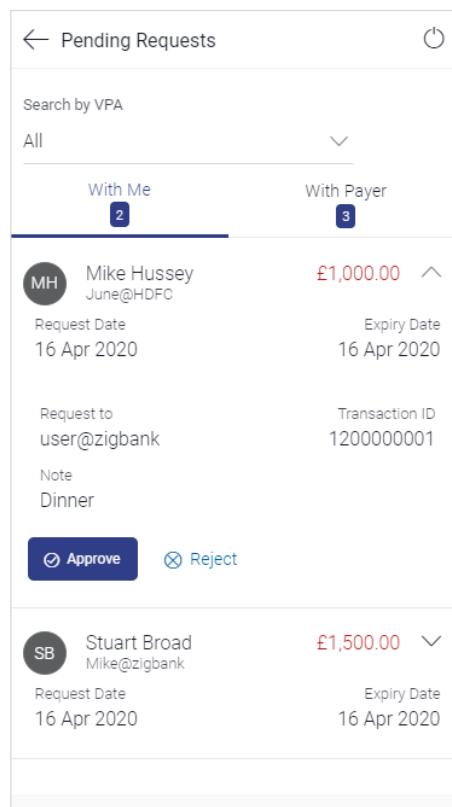 Pending Requests
Search by VPA
All
With Me With Payer
2 3
MH Mike Hussey £1,000.00
June@HDFC
Request Date Expiry Date
16 Apr 2020 16 Apr 2020
Request to Transaction ID
user@zigbank 1200000001
Note
Dinner
Approve Reject
SB Stuart Broad £1,500.00
Mike@zigbank
Request Date Expiry Date
16 Apr 2020 16 Apr 2020